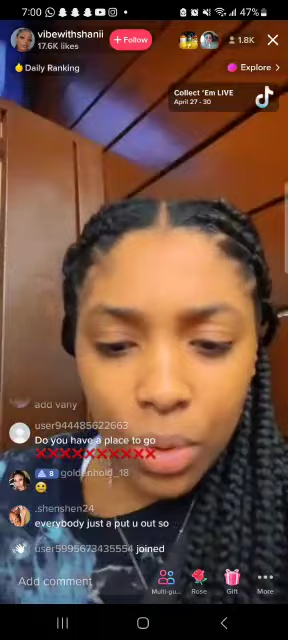 7:00
47%
vibewithshanii
17.6K likes
+ Follow
1.8K
Daily Ranking
Explore >
Collect 'Em LIVE
April 27 - 30
add vany
user944485622663
Do you have a place to go
❌❌❌❌❌❌❌❌❌❌
8 goldenhold_18
.shenshen24
everybody just a put u out so
user5995673435554 joined
Add comment
Multi-gu...
Rose
Gift
More